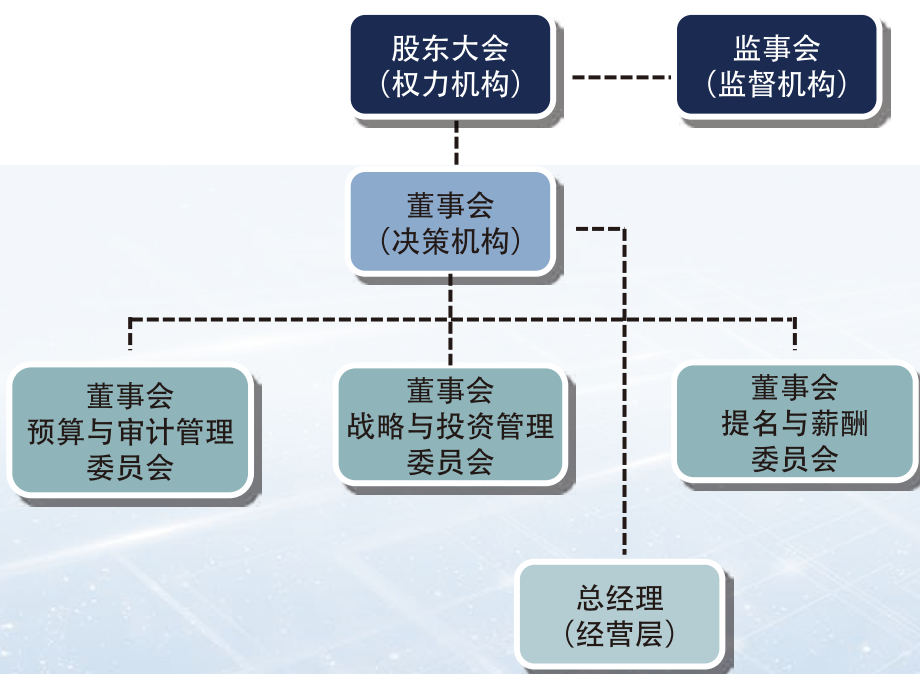 股东大会
（权力机构）
监事会
（监督机构）
董事会
（决策机构）
董事会
预算与审计管理
委员会
董事会
战略与投资管理
委员会
董事会
提名与薪酬
委员会
总经理
（经营层）